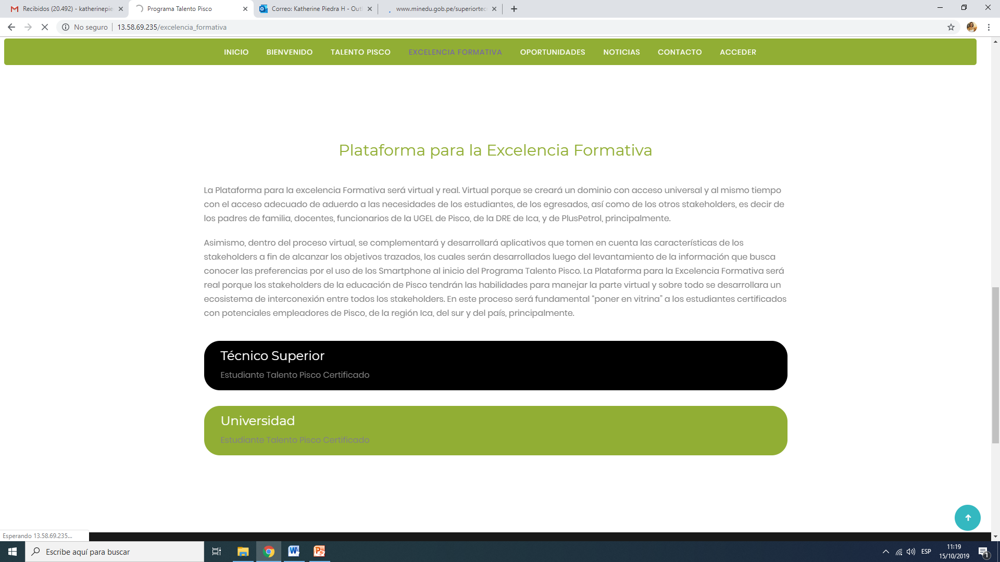 Recibidos (20.492) - katherinepie
Programa Talento Pisco
Correo: Katherine Piedra H - Out
www.minedu.gob.pe/superiortec
No seguro
13.58.69.235/excelencia_formativa
INICIO
BIENVENIDO
TALENTO PISCO
EXCELENCIA FORMATIVA
OPORTUNIDADES
NOTICIAS
CONTACTO
ACCEDER
Plataforma para la Excelencia Formativa
La Plataforma para la excelencia Formativa será virtual y real. Virtual porque se creará un dominio con acceso universal y al mismo tiempo
con el acceso adecuado de aduerdo a las necesidades de los estudiantes, de los egresados, así como de los otros stakeholders, es decir de
los padres de familia, docentes, funcionarios de la UGEL de Pisco, de la DRE de Ica, y de PlusPetrol, principalmente.
Asimismo, dentro del proceso virtual, se complementará y desarrollará aplicativos que tomen en cuenta las características de los
stakeholders a fin de alcanzar los objetivos trazados, los cuales serán desarrollados luego del levantamiento de la información que busca
conocer las preferencias por el uso de los Smartphone al inicio del Programa Talento Pisco. La Plataforma para la Excelencia Formativa será
real porque los stakeholders de la educación de Pisco tendrán las habilidades para manejar la parte virtual y sobre todo se desarrollara un
ecosistema de interconexión entre todos los stakeholders. En este proceso será fundamental “poner en vitrina” a los estudiantes certificados
con potenciales empleadores de Pisco, de la región Ica, del sur y del país, principalmente.
Técnico Superior
Estudiante Talento Pisco Certificado
Universidad
Estudiante Talento Pisco Certificado
Esperando 13.58.69.235...
Escribe aquí para buscar
ESP
11:19
15/10/2019
1